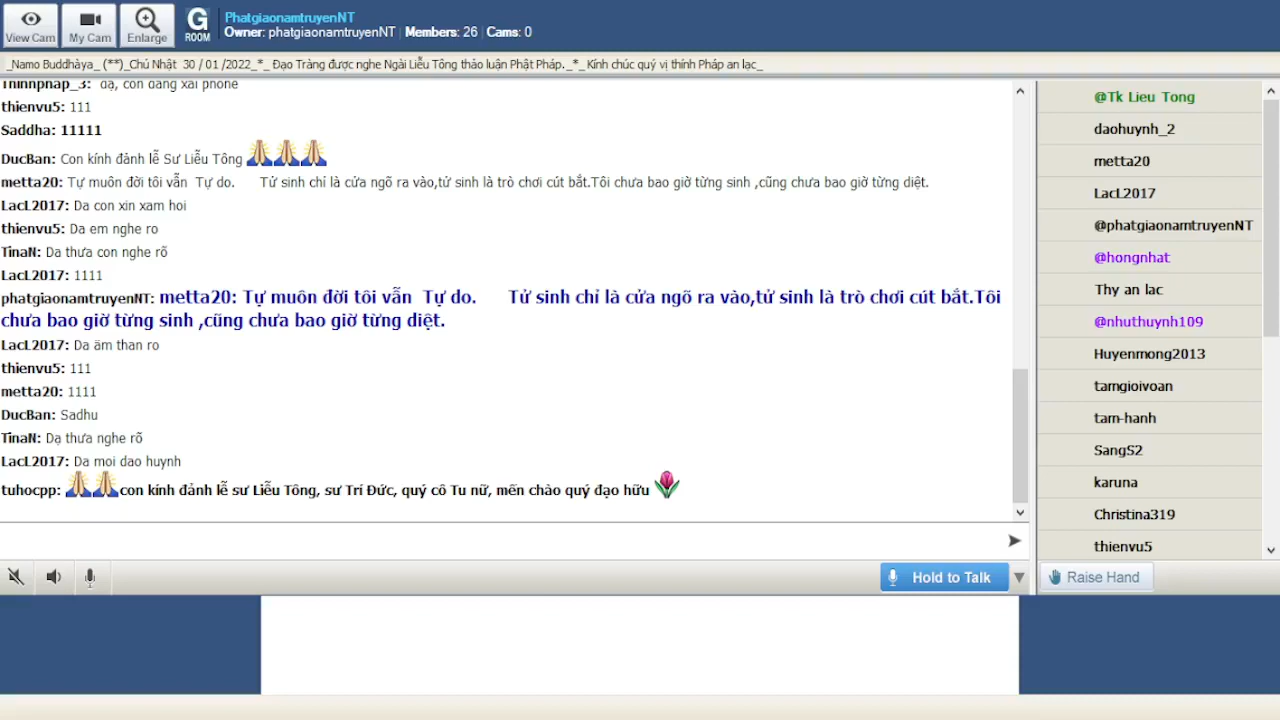 View Cam
My Cam
Enlarge
G
ROOM
PhatgiaonamtruyenNT
Owner: phatgiaonamtruyenNT | Members: 26 | Cams: 0
_Namo Buddhàya_ (**)_Chủ Nhật 30 / 01 /2022_*_ Đạo Tràng được nghe Ngài Liễu Tông thảo luận Phật Pháp._*_Kính chúc quý vị thính Pháp an lạc_
Thinnpnap_3: dạ, con đang xài phone
thienvu5: 111
Saddha: 11111
DucBan: Con kính đảnh lễ Sư Liễu Tông
metta20: Tự muôn đời tôi vẫn Tự do. Tử sinh chỉ là cửa ngõ ra vào,tử sinh là trò chơi cút bắt.Tôi chưa bao giờ từng sinh ,cũng chưa bao giờ từng diệt.
LacL2017: Da con xin xam hoi
thienvu5: Da em nghe ro
TinaN: Dạ thưa con nghe rõ
LacL2017: 1111
phatgiaonamtruyenNT: metta20: Tự muôn đời tôi vẫn Tự do. Tử sinh chỉ là cửa ngõ ra vào,tử sinh là trò chơi cút bắt.Tôi
chưa bao giờ từng sinh ,cũng chưa bao giờ từng diệt.
LacL2017: Da äm than ro
thienvu5: 111
metta20: 1111
DucBan: Sadhu
TinaN: Dạ thưa nghe rõ
LacL2017: Da moi dao huynh
tuhocpp: con kính đảnh lễ sư Liễu Tông, sư Trí Đức, quý cô Tu nữ, mến chào quý đạo hữu
Hold to Talk
@Tk Lieu Tong
daohuynh_2
metta20
LacL2017
@phatgiaonamtruyenNT
@hongnhat
Thy an lac
@nhuthuynh109
Huyenmong2013
tamgioivoan
tam-hanh
SangS2
karuna
Christina319
thienvu5
Raise Hand